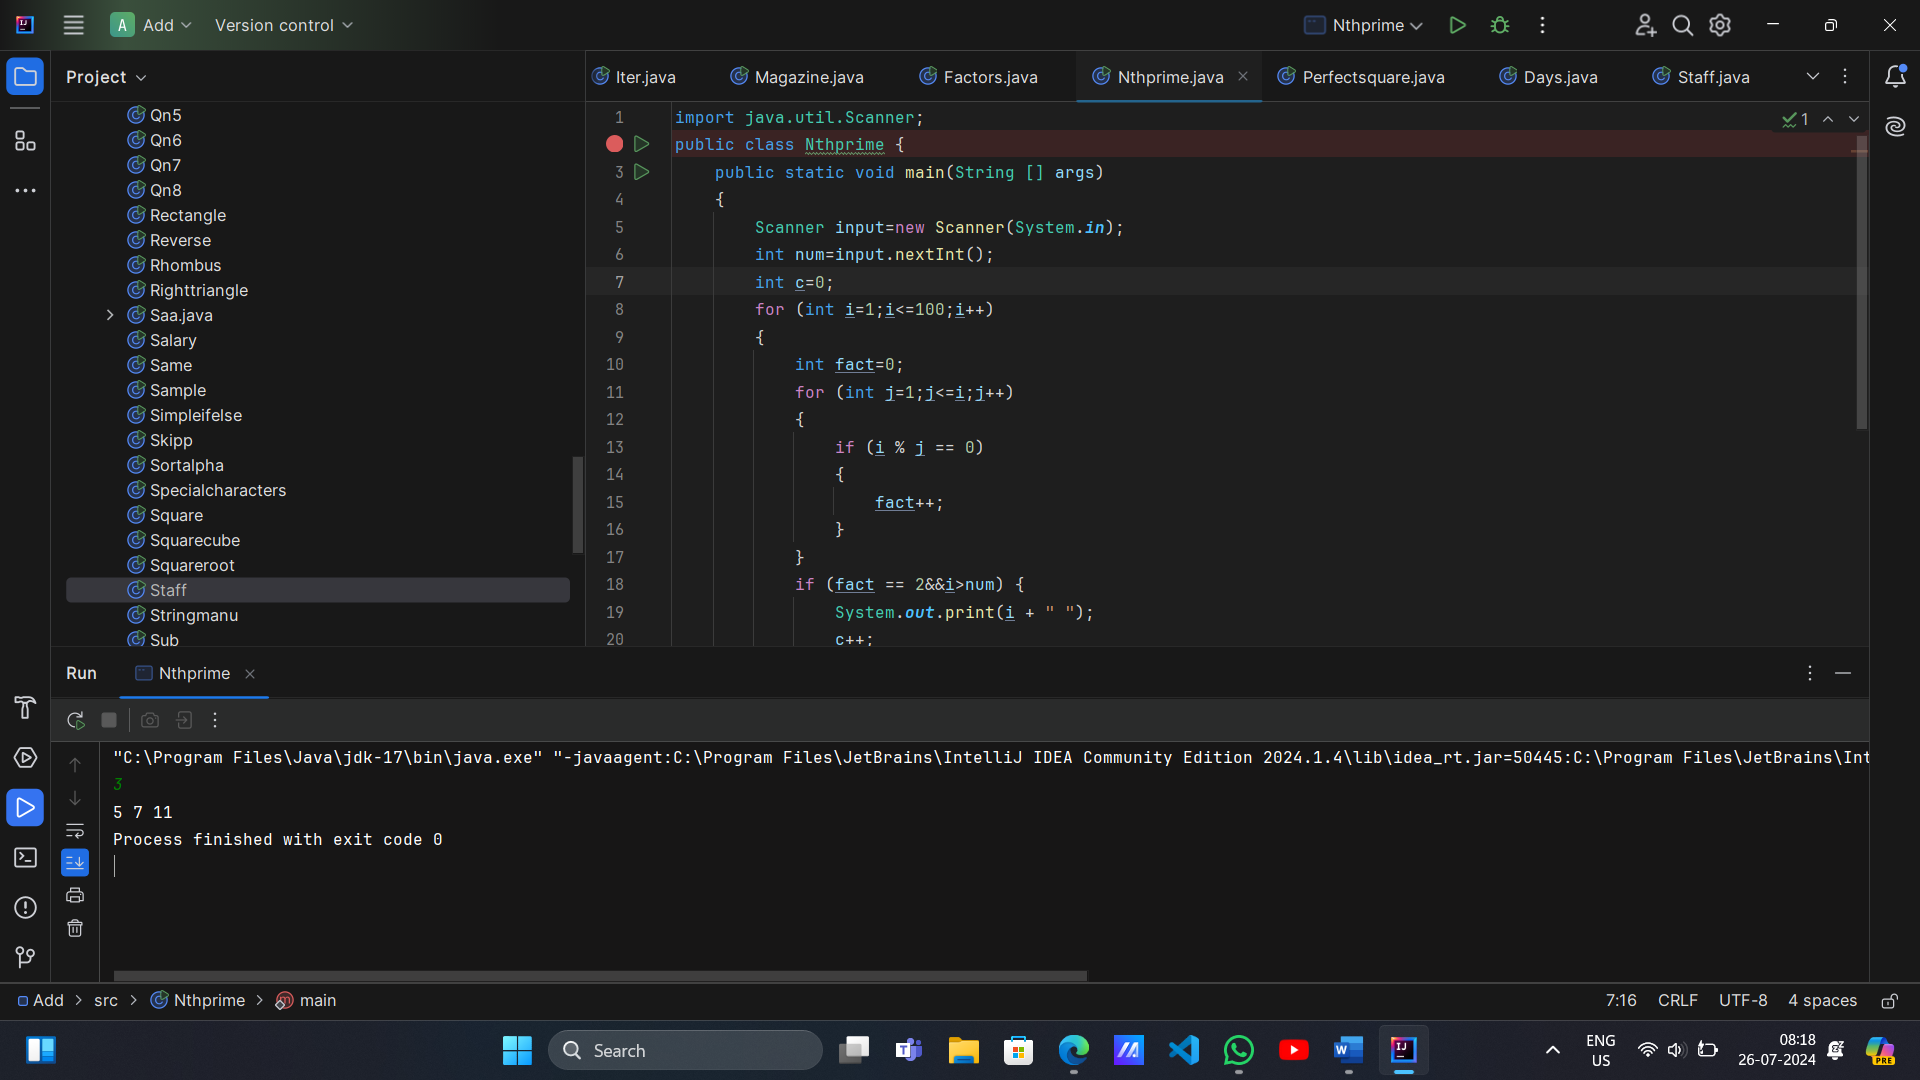 A Add Version control Nthprime
Project
Iter.java Magazine.java Factors.java Nthprime.java Perfectsquare.java Days.java Staff.java
Qn5
Qn6
Qn7
Qn8
Rectangle
Reverse
Rhombus
Righttriangle
Saa.java
Salary
Same
Sample
Simpleifelse
Skipp
Sortalpha
Specialcharacters
Square
Squarecube
Squareroot
Staff
Stringmanu
Sub
1 import java.util.Scanner;
public class Nthprime {
3 public static void main(String [] args)
4 {
5 Scanner input=new Scanner(System.in);
6 int num=input.nextInt();
7 int c=0;
8 for (int i=1;i<=100;i++)
9 {
10 int fact=0;
11 for (int j=1;j<=i;j++)
12 {
13 if (i % j == 0)
14 {
15 fact++;
16 }
17 }
18 if (fact == 2&&i>num) {
19 System.out.print(i + " ");
20 c++;
1
Run Nthprime
"C:\Program Files\Java\jdk-17\bin\java.exe" "-javaagent:C:\Program Files\JetBrains\IntelliJ IDEA Community Edition 2024.1.4\lib\idea_rt.jar=50445:C:\Program Files\JetBrains\Int
3
5 7 11
Process finished with exit code 0
Add > src > Nthprime > main
7:16 CRLF UTF-8 4 spaces
Search
ENG
US
08:18
26-07-2024
PRE